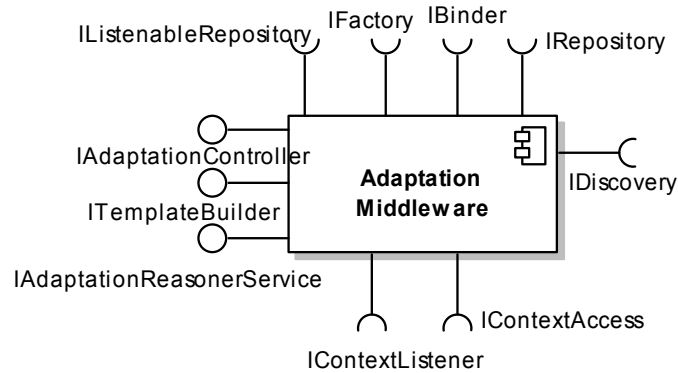 IBinder
IFactory
IListenableRepository
IRepository
IAdaptationController
Adaptation
Middleware
IDiscovery
ITemplateBuilder
IAdaptationReasonerService
IContextAccess
IContextListener